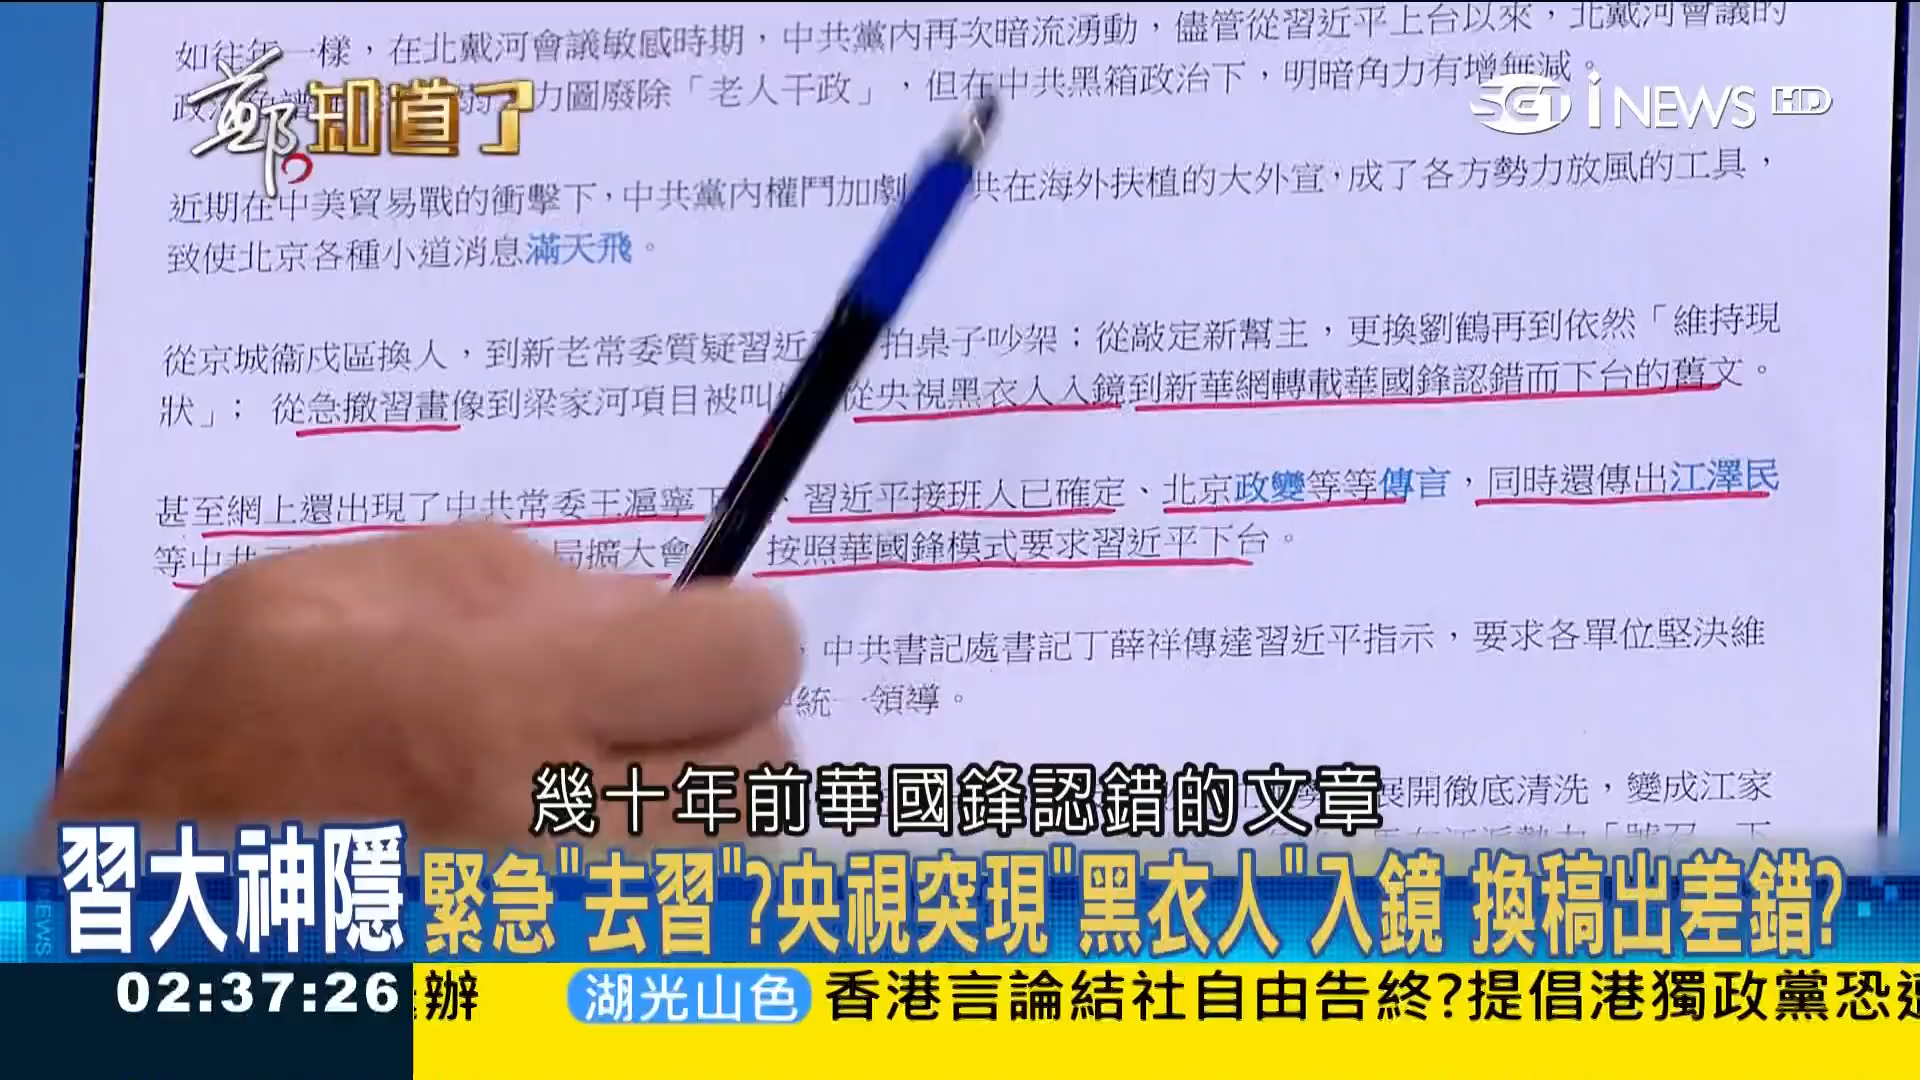 如往年一樣，在北戴河會議敏感時期，中共黨內再次暗流湧動，儘管從習近平上台以來，北戴河會議的
力圖廢除「老人干政」，但在中共黑箱政治下，明暗角力有增無減。
鄭知道了
SET iNEWS HD
近期在中美貿易戰的衝擊下，中共黨內權鬥加劇 共在海外扶植的大外宣，成了各方勢力放風的工具，
致使北京各種小道消息滿天飛。
從京城衞戍區換人，到新老常委質疑習近 拍桌子吵架；從敲定新幫主，更換劉鶴再到依然「維持現
狀」； 從急撤習畫像到梁家河項目被叫 從央視黑衣人入鏡到新華網轉載華國鋒認錯而下台的舊文。
甚至網上還出現了中共常委王滬寧下 、習近平接班人已確定、北京政變等等傳言，同時還傳出江澤民
等中共 局擴大會 按照華國鋒模式要求習近平下台。
，中共書記處書記丁薛祥傳達習近平指示，要求各單位堅決維
統一領導。
展開徹底清洗，變成江家
幾十年前華國鋒認錯的文章
習大神隱 緊急"去習"?央視突現"黑衣人"入鏡 換稿出差錯?
02:37:26 辦 湖光山色 香港言論結社自由告終?提倡港獨政黨恐